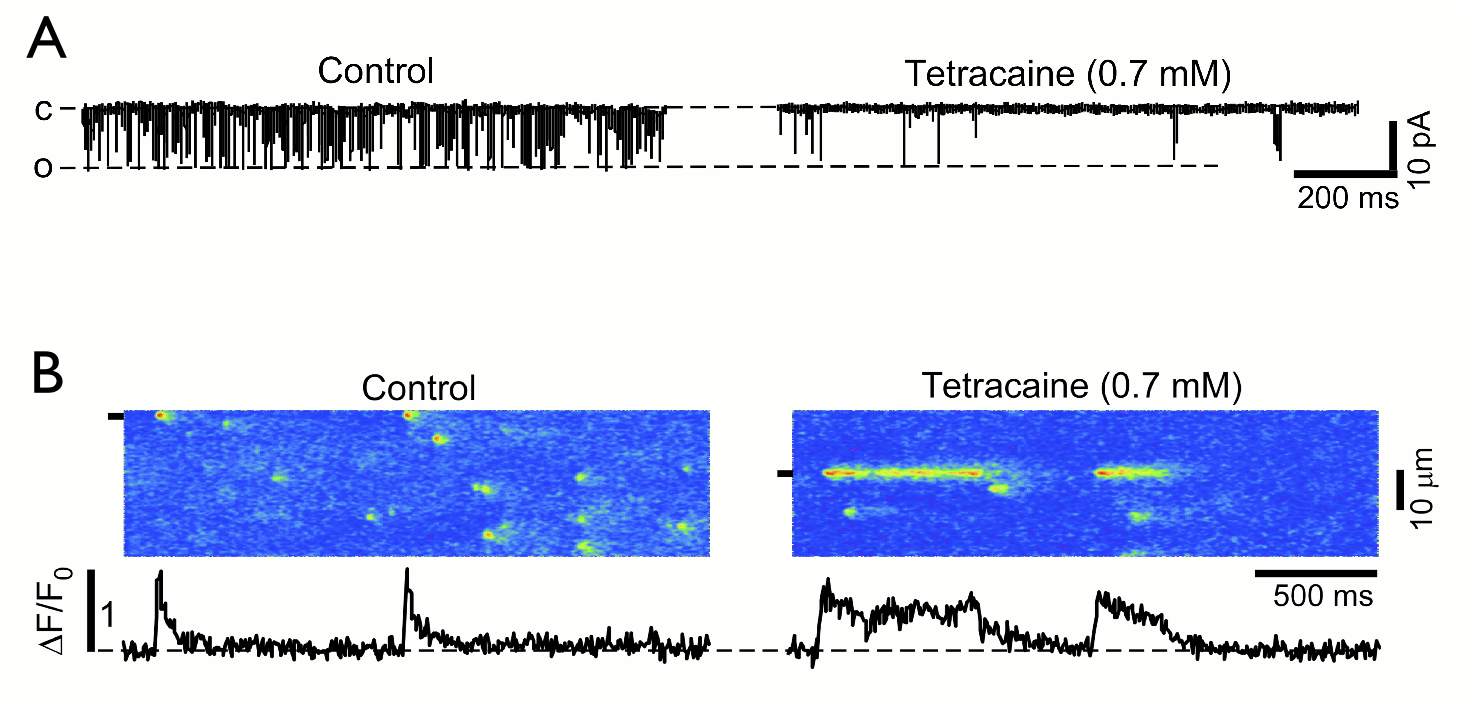 A
Control
Tetracaine (0.7 mM)
c
o
10 pA
200 ms
B
Control
Tetracaine (0.7 mM)
10 μm
ΔF/F0
1
500 ms